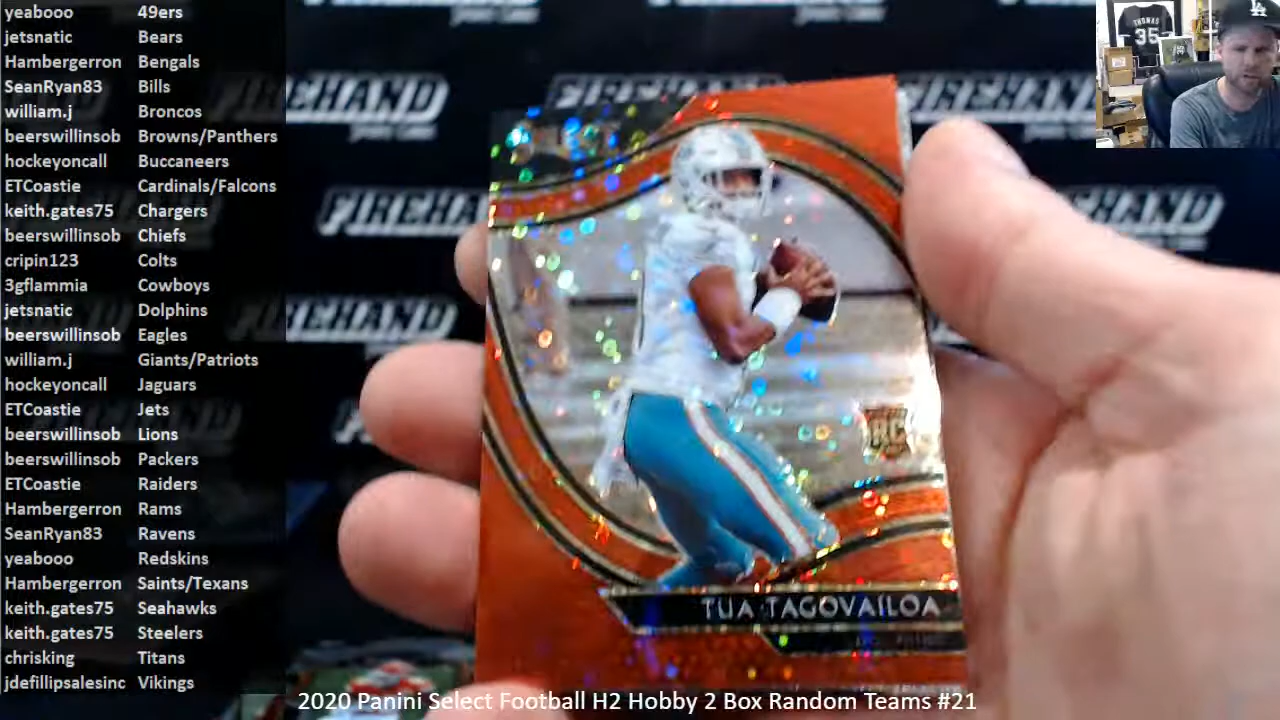 yeabooo 49ers
jetsnatic Bears
Hambergerron Bengals
SeanRyan83 Bills
william.j Broncos
beerswillinsob Browns/Panthers
hockeyoncall Buccaneers
ETCoastie Cardinals/Falcons
keith.gates75 Chargers
beerswillinsob Chiefs
cripin123 Colts
3gflammia Cowboys
jetsnatic Dolphins
beerswillinsob Eagles
william.j Giants/Patriots
hockeyoncall Jaguars
ETCoastie Jets
beerswillinsob Lions
beerswillinsob Packers
ETCoastie Raiders
Hambergerron Rams
SeanRyan83 Ravens
yeabooo Redskins
Hambergerron Saints/Texans
keith.gates75 Seahawks
keith.gates75 Steelers
chrisking Titans
jdefillipsalesinc Vikings
FIREHAND
THOMAS
35
LA
RC
TUA TAGOVAILOA
2020 Panini Select Football H2 Hobby 2 Box Random Teams #21